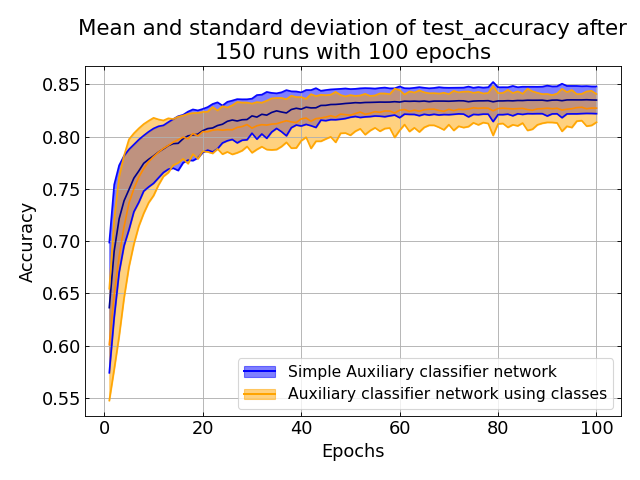 Mean and standard deviation of test_accuracy after
150 runs with 100 epochs
0.85
0.80
0.75
0.70
0.65
0.60
0.55
Accuracy
Simple Auxiliary classifier network
Auxiliary classifier network using classes
0 20 40 60 80 100
Epochs